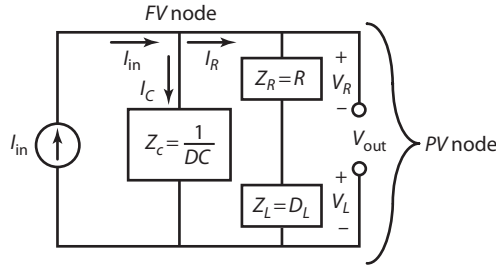 FV node
I_in
I_R
I_C
+
V_R
−
Z_R = R
I_in
Z_c = 1/DC
V_out
PV node
+
V_L
−
Z_L = D_L